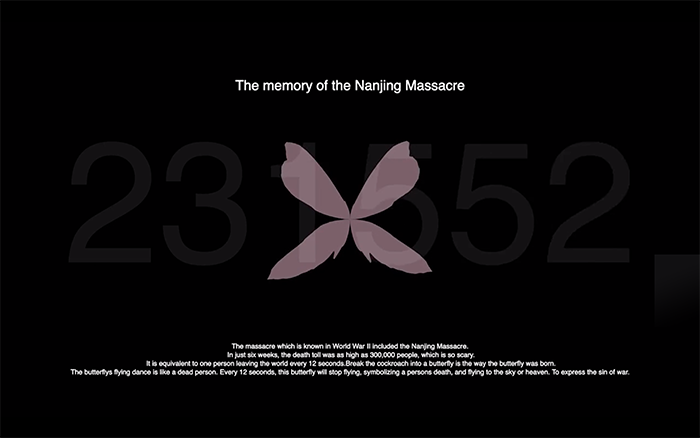 The memory of the Nanjing Massacre
231552
The massacre which is known in World War II included the Nanjing Massacre.
In just six weeks, the death toll was as high as 300,000 people, which is so scary.
It is equivalent to one person leaving the world every 12 seconds.Break the cockroach into a butterfly is the way the butterfly was born.
The butterflys flying dance is like a dead person. Every 12 seconds, this butterfly will stop flying, symbolizing a persons death, and flying to the sky or heaven. To express the sin of war.